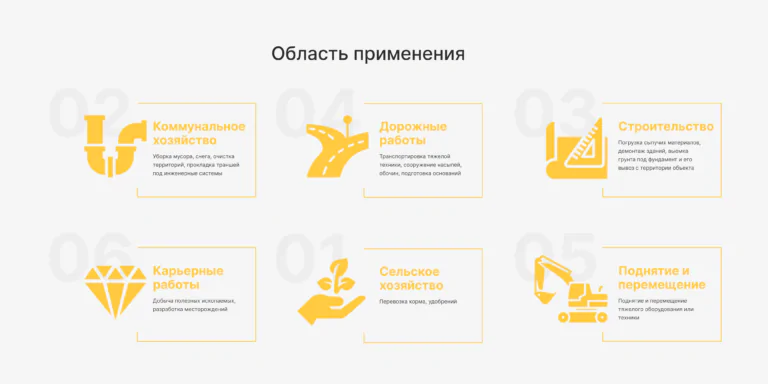 Область применения
02
Коммунальное
хозяйство
Уборка мусора, снега, очистка
территорий, прокладка траншей
под инженерные системы
04
Дорожные
работы
Транспортировка тяжелой
техники, сооружение насыпей,
обочин, подготовка оснований
03
Строительство
Погрузка сыпучих материалов,
демонтаж зданий, выемка
грунта под фундамент и его
вывоз с территории объекта
06
Карьерные
работы
Добыча полезных ископаемых,
разработка месторождений
01
Сельское
хозяйство
Перевозка корма, удобрений
05
Поднятие и
перемещение
Поднятие и перемещение
тяжелого оборудования или
техники